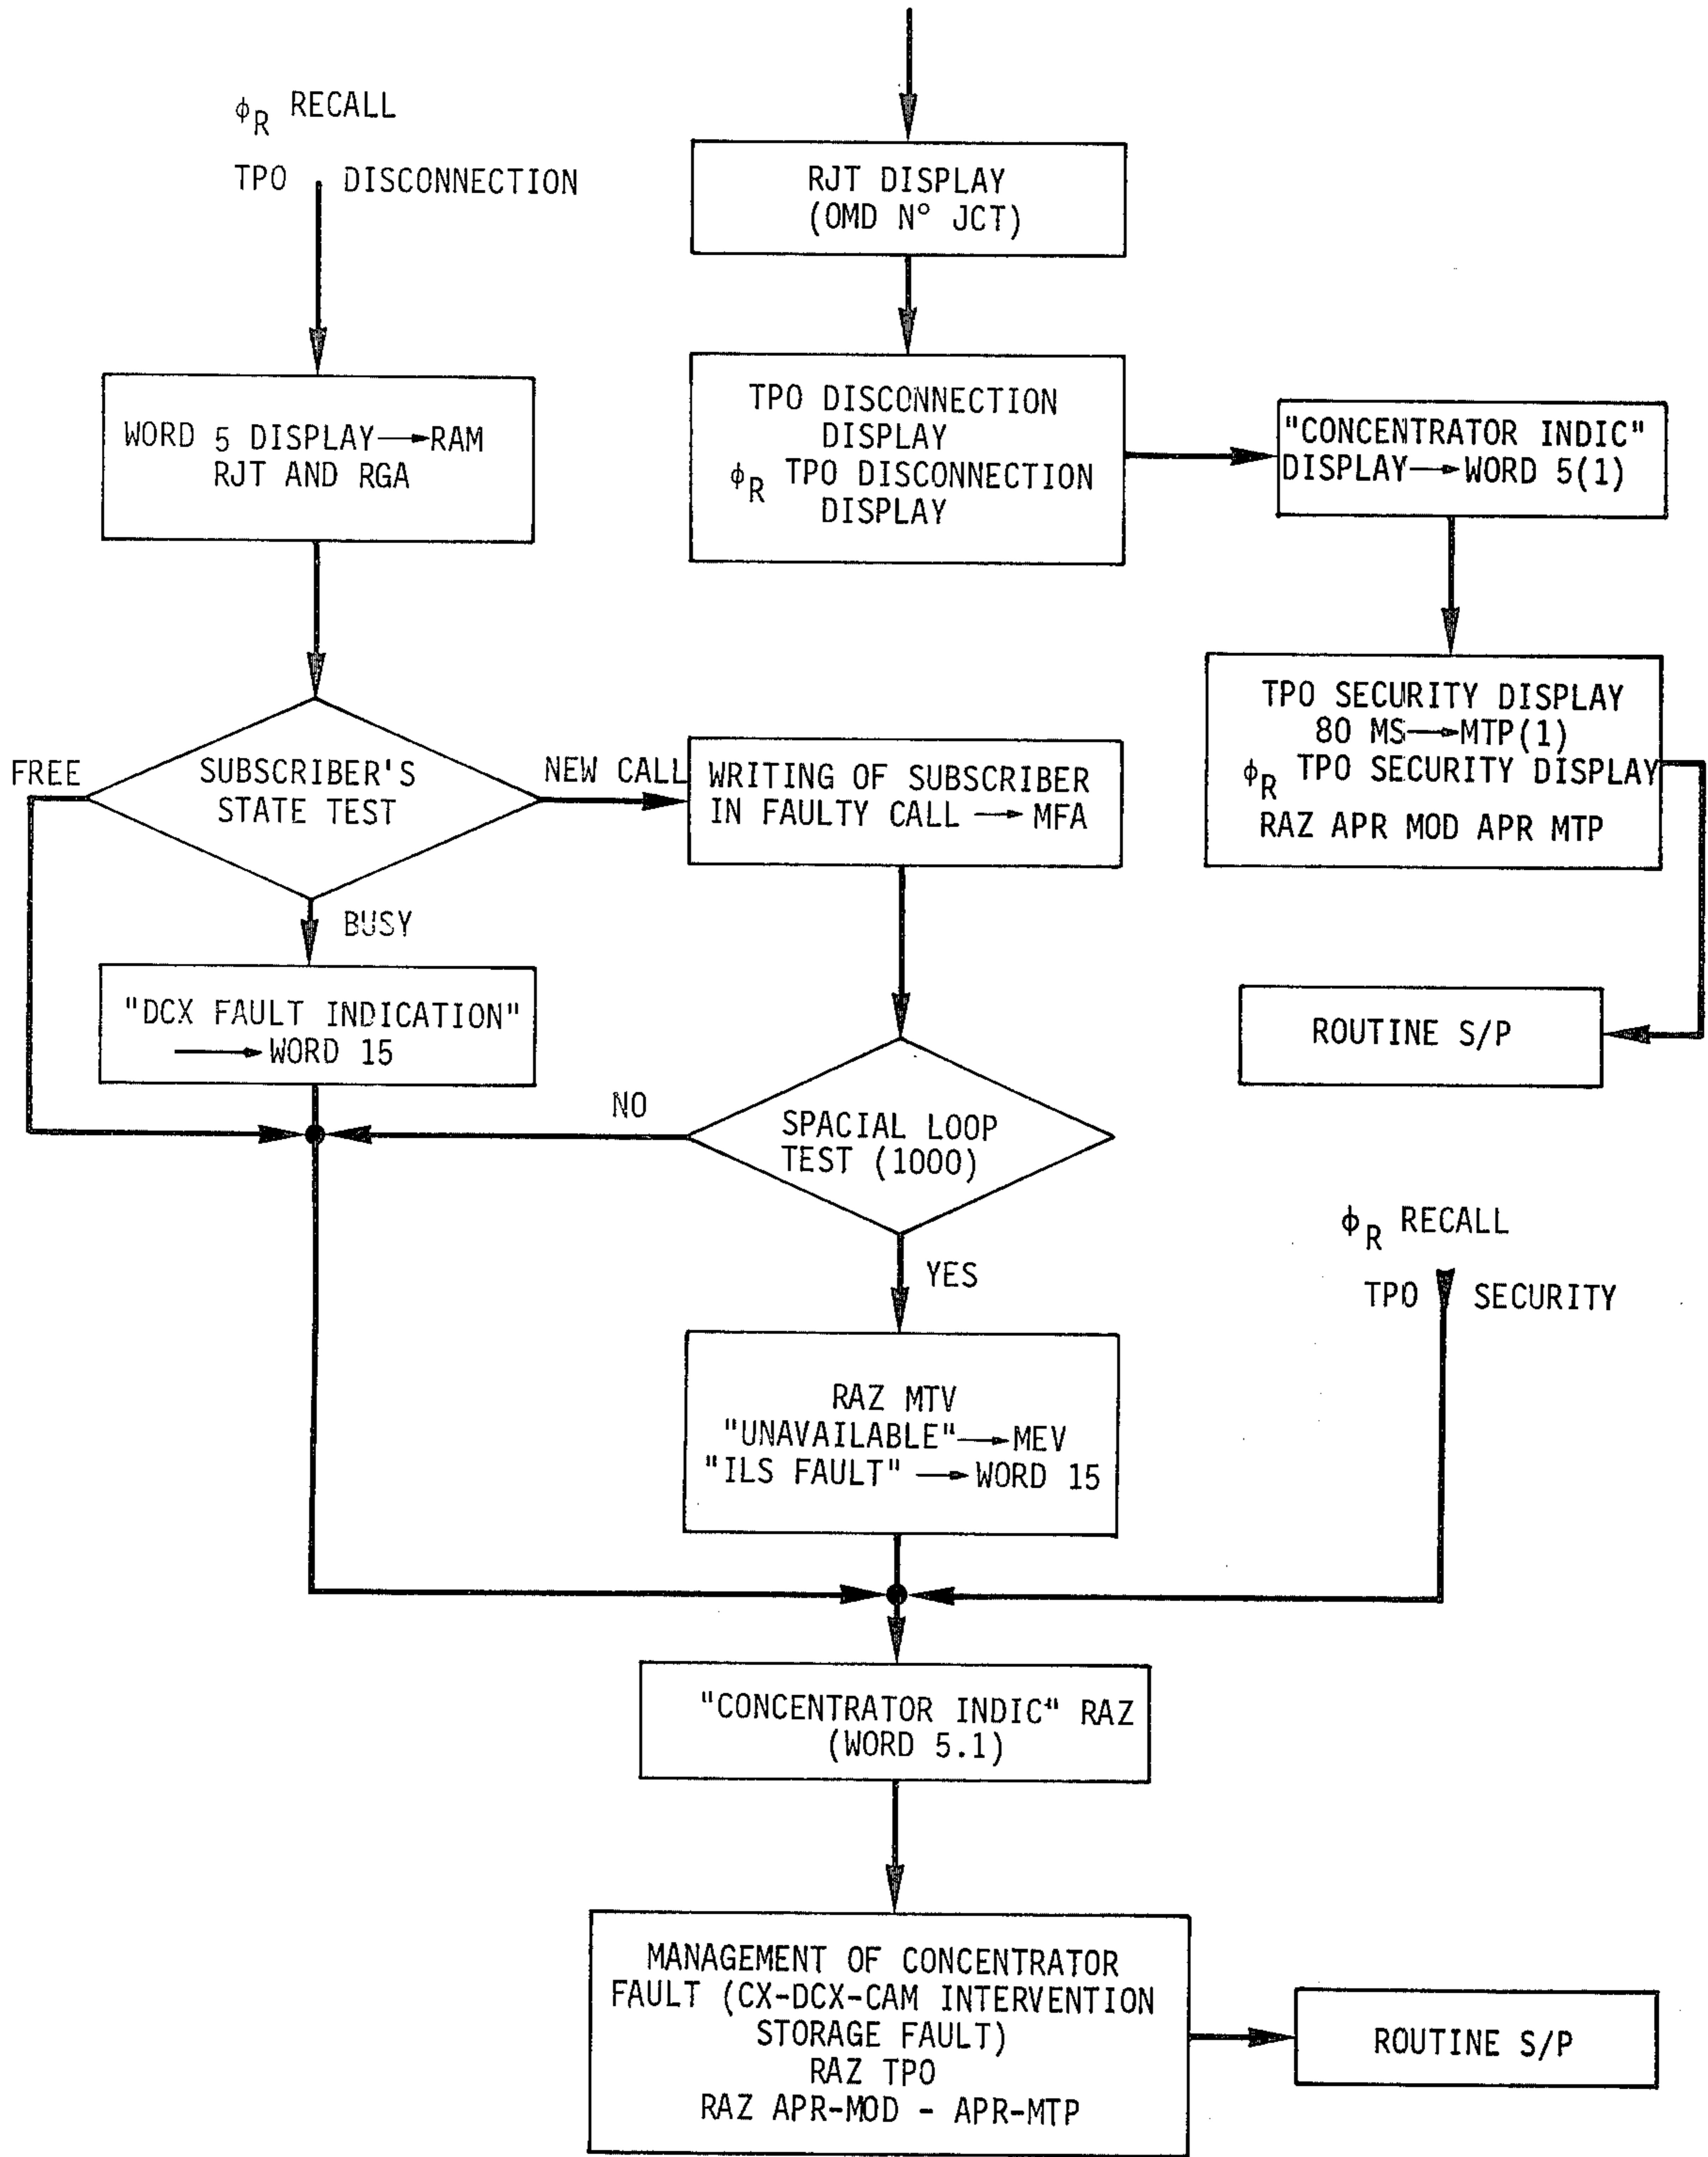 ϕR RECALL
TPO DISCONNECTION
RJT DISPLAY
(OMD N° JCT)
WORD 5 DISPLAY→RAM
RJT AND RGA
TPO DISCONNECTION
DISPLAY
ϕR TPO DISCONNECTION
DISPLAY
"CONCENTRATOR INDIC"
DISPLAY→WORD 5(1)
TPO SECURITY DISPLAY
80 MS→MTP(1)
ϕR TPO SECURITY DISPLAY
RAZ APR MOD APR MTP
FREE
SUBSCRIBER'S
STATE TEST
NEW CALL
WRITING OF SUBSCRIBER
IN FAULTY CALL → MFA
BUSY
"DCX FAULT INDICATION"
→ WORD 15
ROUTINE S/P
NO
SPACIAL LOOP
TEST (1000)
YES
ϕR RECALL
TPO SECURITY
RAZ MTV
"UNAVAILABLE"→MEV
"ILS FAULT" → WORD 15
"CONCENTRATOR INDIC" RAZ
(WORD 5.1)
MANAGEMENT OF CONCENTRATOR
FAULT (CX-DCX-CAM INTERVENTION
STORAGE FAULT)
RAZ TPO
RAZ APR-MOD - APR-MTP
ROUTINE S/P